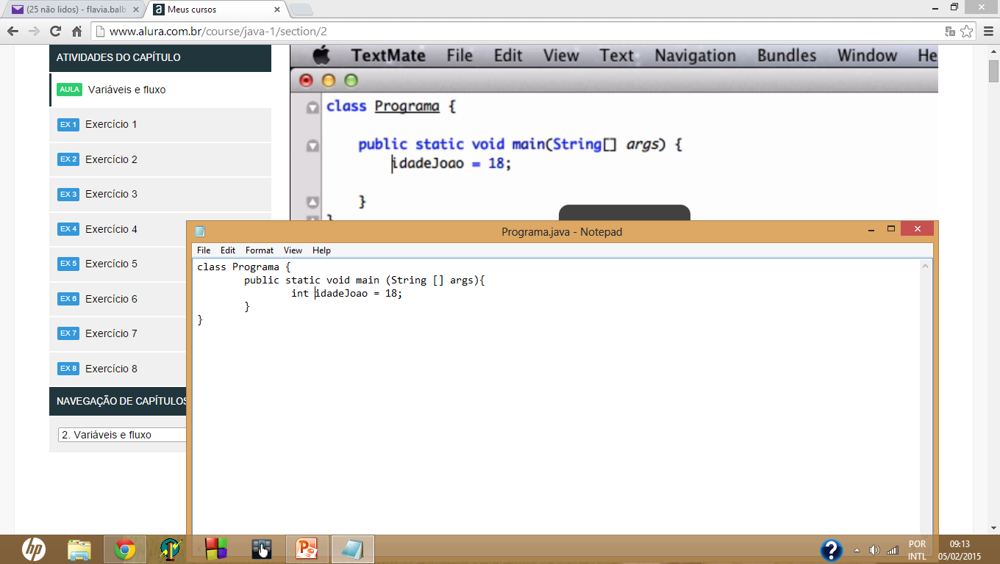 (25 não lidos) - flavia.balb
Meus cursos
www.alura.com.br/course/java-1/section/2
ATIVIDADES DO CAPÍTULO
AULA Variáveis e fluxo
EX 1 Exercício 1
EX 2 Exercício 2
EX 3 Exercício 3
EX 4 Exercício 4
EX 5 Exercício 5
EX 6 Exercício 6
EX 7 Exercício 7
EX 8 Exercício 8
NAVEGAÇÃO DE CAPÍTULOS
2. Variáveis e fluxo
TextMate File Edit View Text Navigation Bundles Window He
class Programa {
public static void main(String[] args) {
idadeJoao = 18;
}
}
Programa.java - Notepad
File Edit Format View Help
class Programa {
public static void main (String [] args){
int idadeJoao = 18;
}
}
hp
?
POR
INTL
09:13
05/02/2015